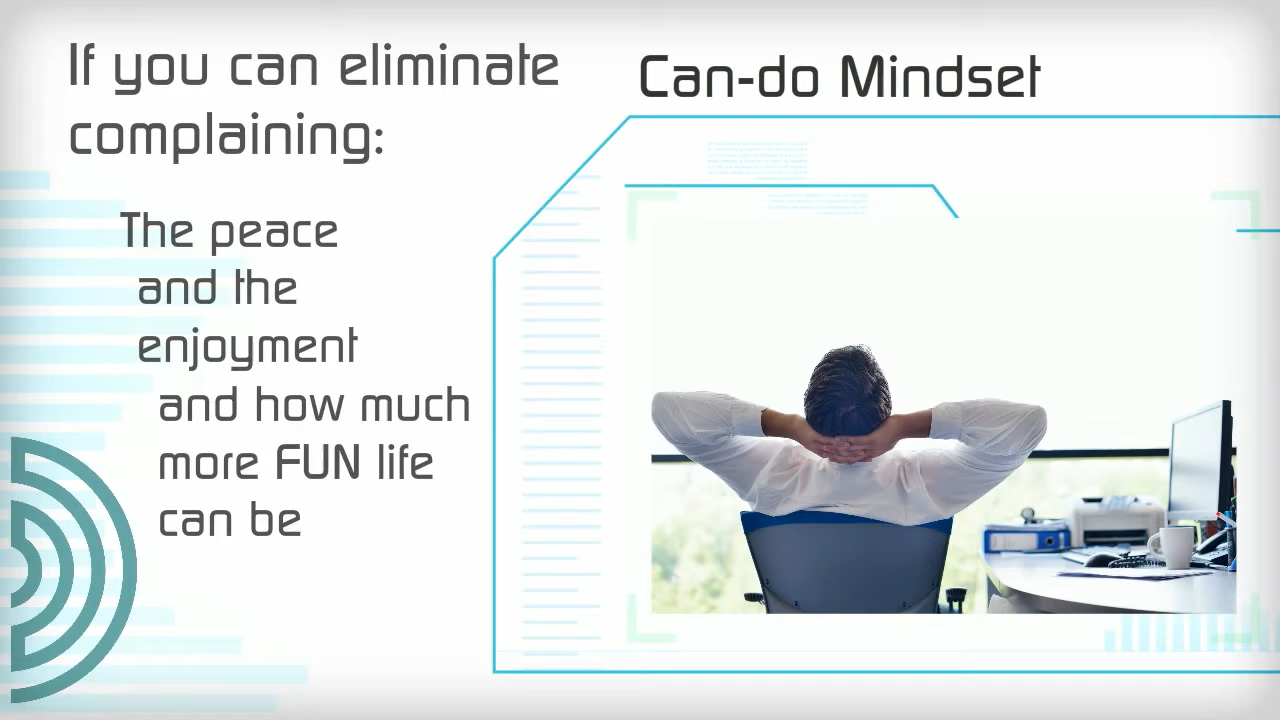 If you can eliminate
complaining:
The peace
and the
enjoyment
and how much
more FUN life
can be
Can-do Mindset